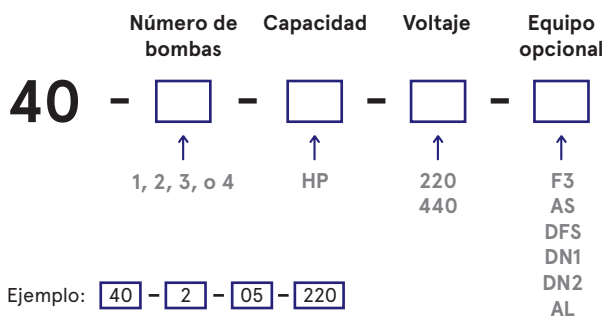 Número de bombas Capacidad Voltaje Equipo opcional
40 - - - -
1, 2, 3, o 4 HP 220 F3
440 AS
DFS
DN1
DN2
AL
Ejemplo: 40 - 2 - 05 - 220